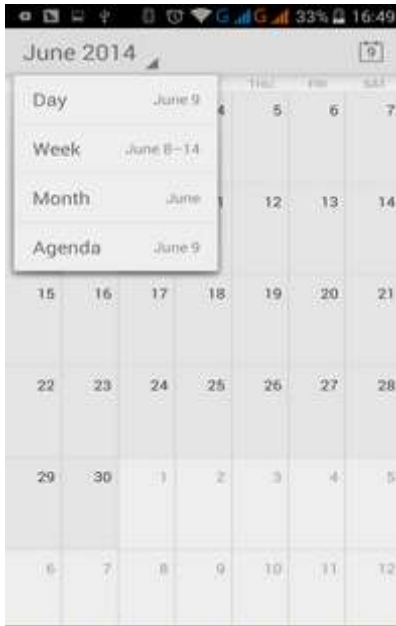 G G 33% 16:49
June 2014 9
THU FRI SAT
Day June 9
4 5 6 7
Week June 8-14
Month June
12 13 14
Agenda June 9
15 16 17 18 19 20 21
22 23 24 25 26 27 28
29 30 1 2 3 4 5
6 7 8 9 10 11 12